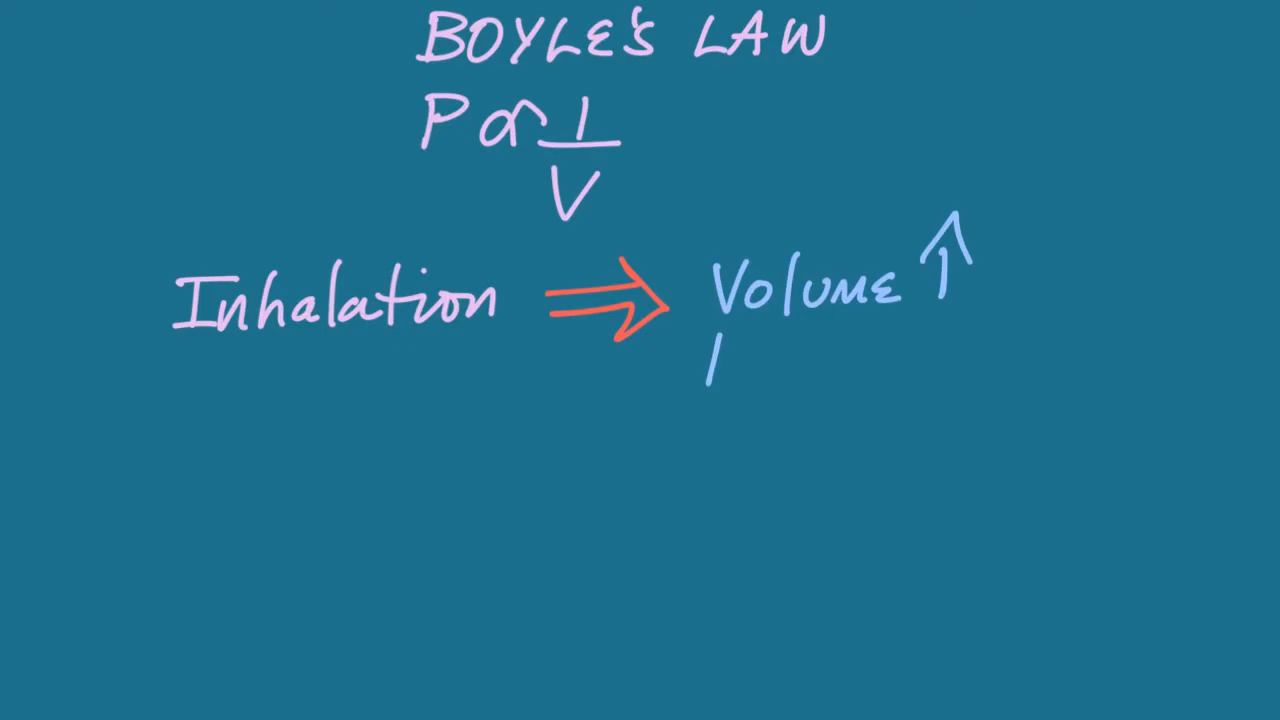 BOYLE'S LAW
P ∝ 1/V
Inhalation ⇒ Volume ↑